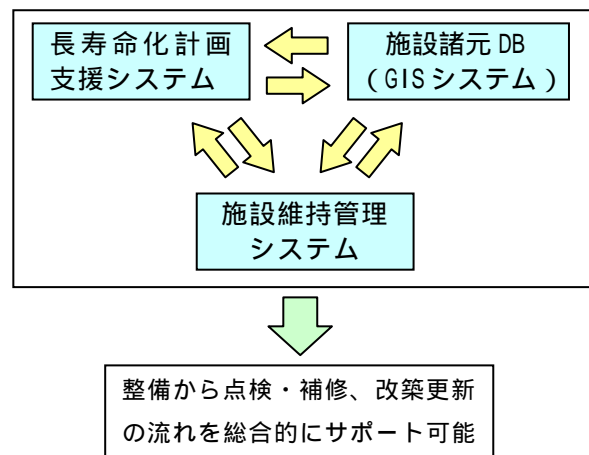 長寿命化計画
支援システム
施設諸元 DB
（GISシステム）
施設維持管理
システム
整備から点検・補修、改築更新
の流れを総合的にサポート可能